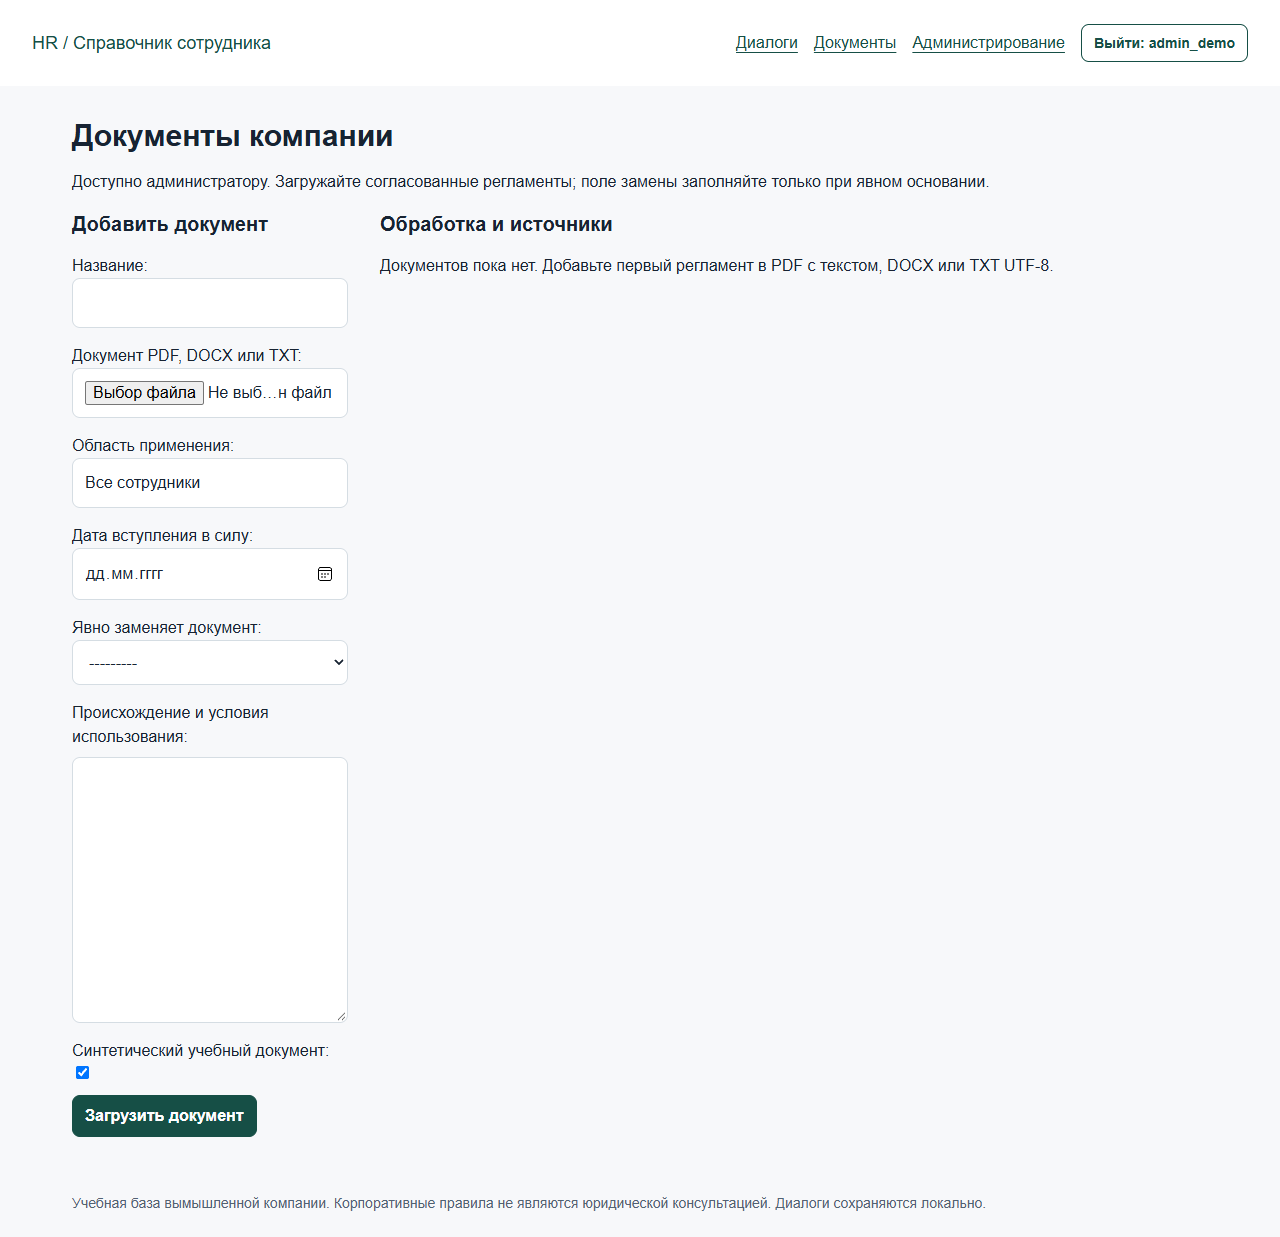 HR / Справочник сотрудника
Диалоги Документы Администрирование Выйти: admin_demo
Документы компании
Доступно администратору. Загружайте согласованные регламенты; поле замены заполняйте только при явном основании.
Добавить документ
Название:
Документ PDF, DOCX или TXT:
Выбор файла Не выб…н файл
Область применения:
Все сотрудники
Дата вступления в силу:
дд.мм.гггг
Явно заменяет документ:
---------
Происхождение и условия
использования:
Синтетический учебный документ:
Загрузить документ
Обработка и источники
Документов пока нет. Добавьте первый регламент в PDF с текстом, DOCX или TXT UTF-8.
Учебная база вымышленной компании. Корпоративные правила не являются юридической консультацией. Диалоги сохраняются локально.